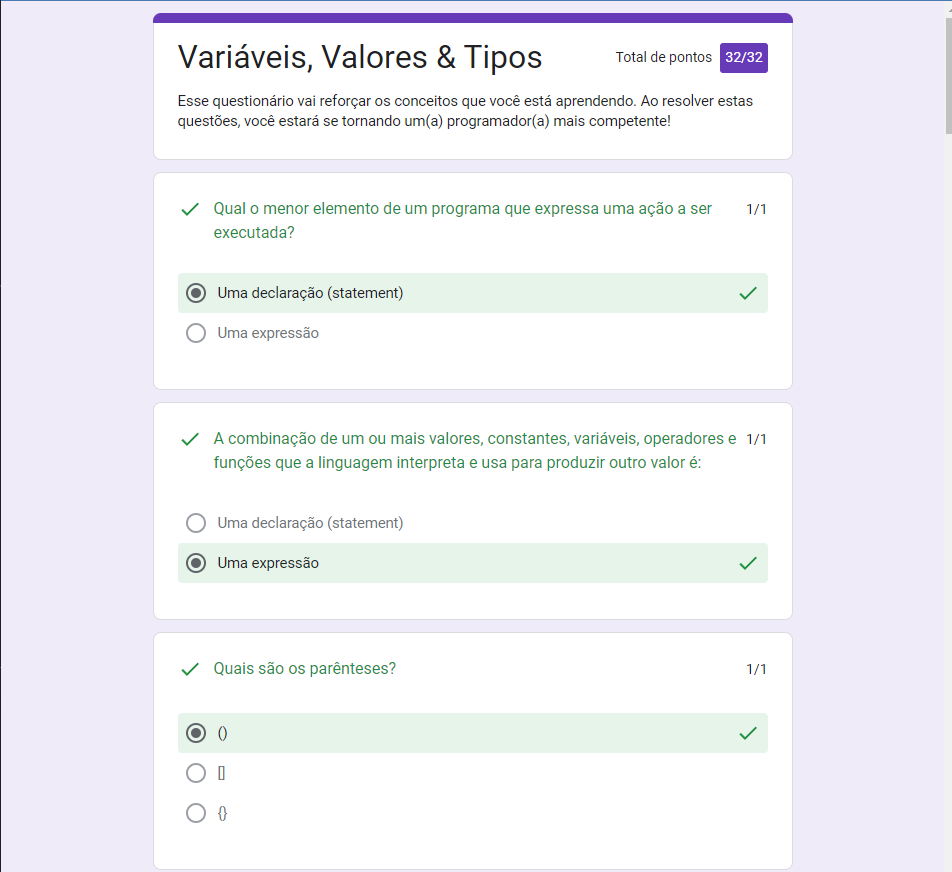 Variáveis, Valores & Tipos
Total de pontos 32/32
Esse questionário vai reforçar os conceitos que você está aprendendo. Ao resolver estas
questões, você estará se tornando um(a) programador(a) mais competente!
Qual o menor elemento de um programa que expressa uma ação a ser
executada?
1/1
Uma declaração (statement)
Uma expressão
A combinação de um ou mais valores, constantes, variáveis, operadores e
funções que a linguagem interpreta e usa para produzir outro valor é:
1/1
Uma declaração (statement)
Uma expressão
Quais são os parênteses?
1/1
()
[]
{}